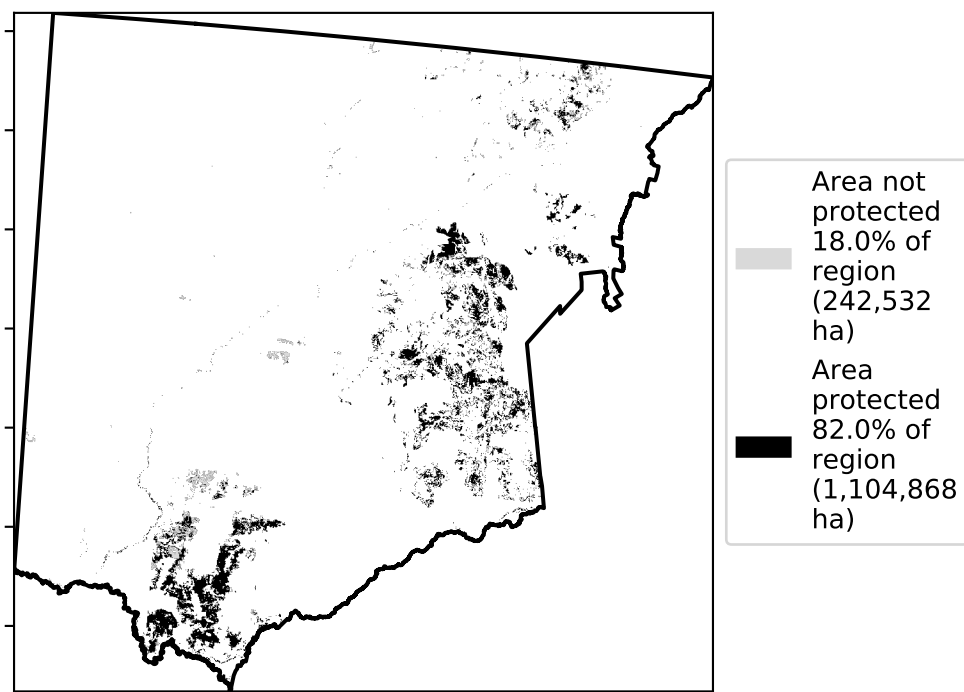 Area not
protected
18.0% of
region
(242,532
ha)
Area
protected
82.0% of
region
(1,104,868
ha)